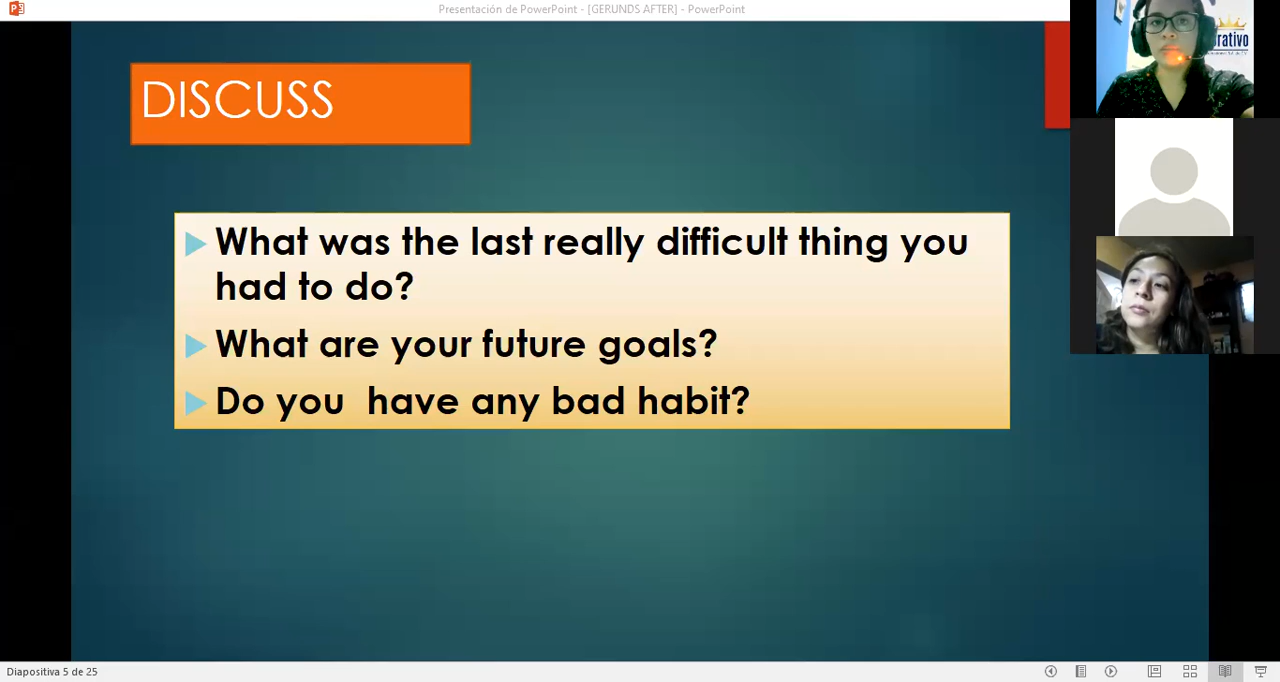 Presentación de PowerPoint - [GERUNDS AFTER] - PowerPoint
rativo
DISCUSS
What was the last really difficult thing you
had to do?
What are your future goals?
Do you have any bad habit?
Diapositiva 5 de 25